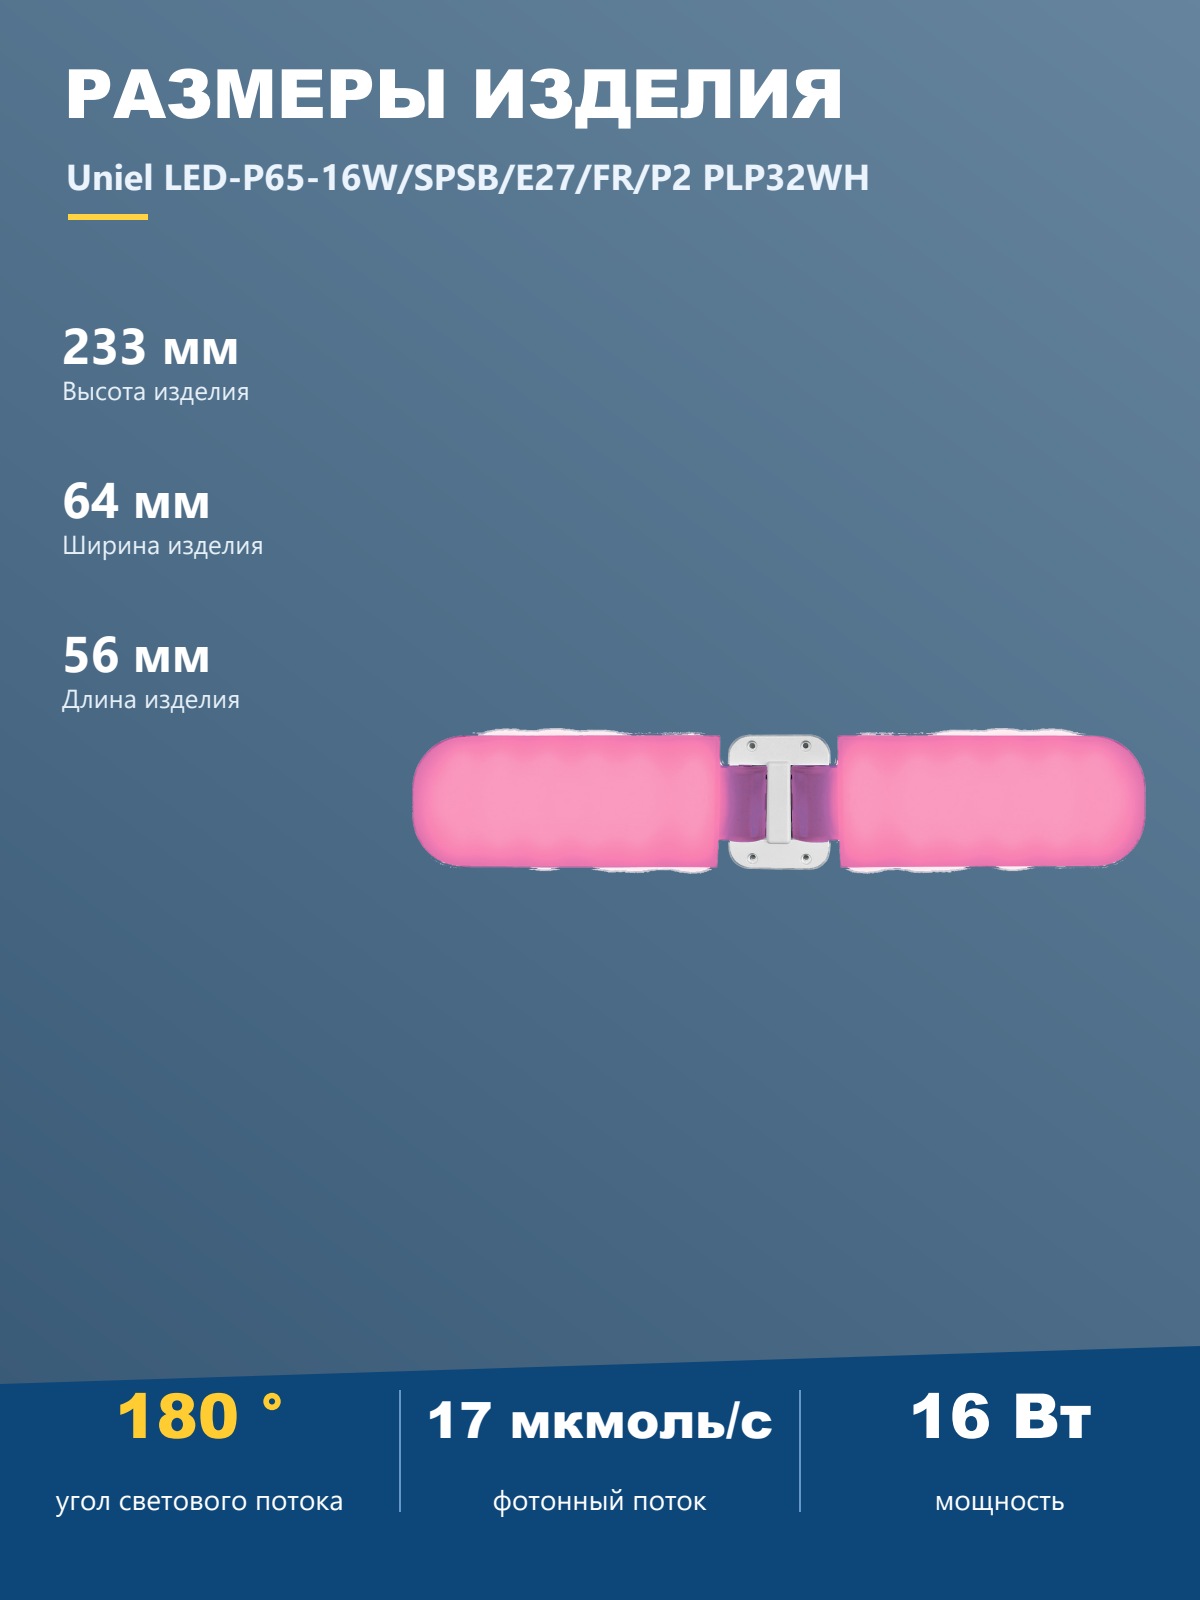 РАЗМЕРЫ ИЗДЕЛИЯ
Uniel LED-P65-16W/SPSB/E27/FR/P2 PLP32WH
233 мм
Высота изделия
64 мм
Ширина изделия
56 мм
Длина изделия
180 °
угол светового потока
17 мкмоль/с
фотонный поток
16 Вт
мощность